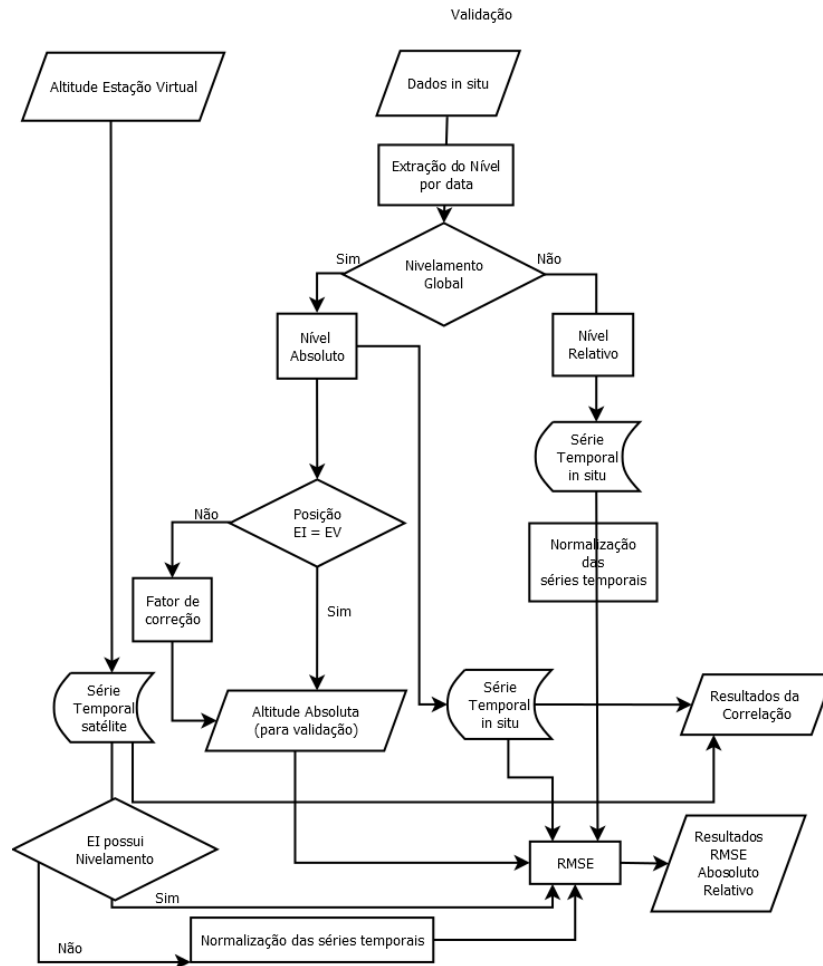 Validação
Altitude Estação Virtual
Dados in situ
Extração do Nível
por data
Sim
Não
Nivelamento
Global
Nível
Absoluto
Nível
Relativo
Série
Temporal
in situ
Posição
EI = EV
Não
Normalização
das
séries temporais
Fator de
correção
Sim
Série
Temporal
satélite
Altitude Absoluta
(para validação)
Série
Temporal
in situ
Resultados da
Correlação
EI possui
Nivelamento
RMSE
Resultados
RMSE
Abosoluto
Relativo
Sim
Não
Normalização das séries temporais